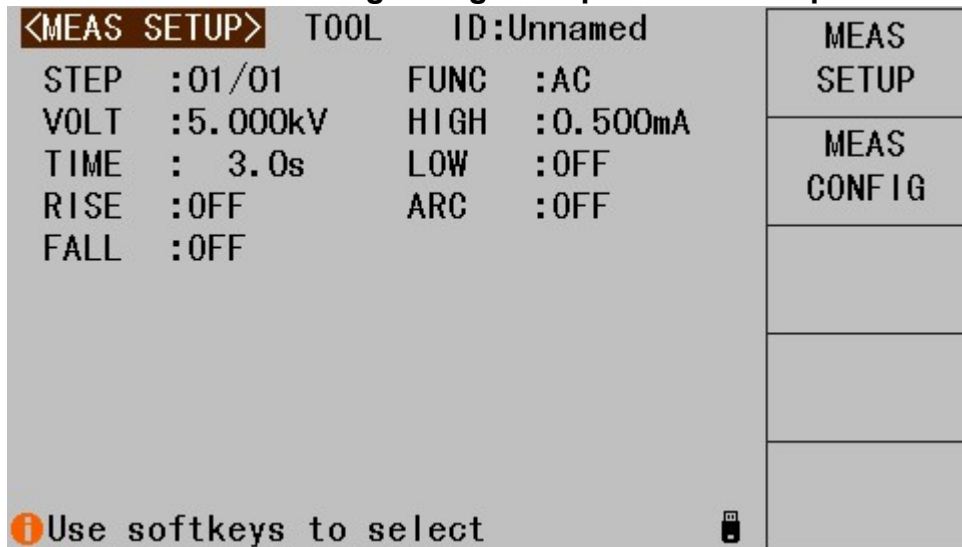 <MEAS SETUP> TOOL ID:Unnamed
STEP :01/01 FUNC :AC
VOLT :5.000kV HIGH :0.500mA
TIME : 3.0s LOW :OFF
RISE :OFF ARC :OFF
FALL :OFF
Use softkeys to select
MEAS
SETUP
MEAS
CONFIG